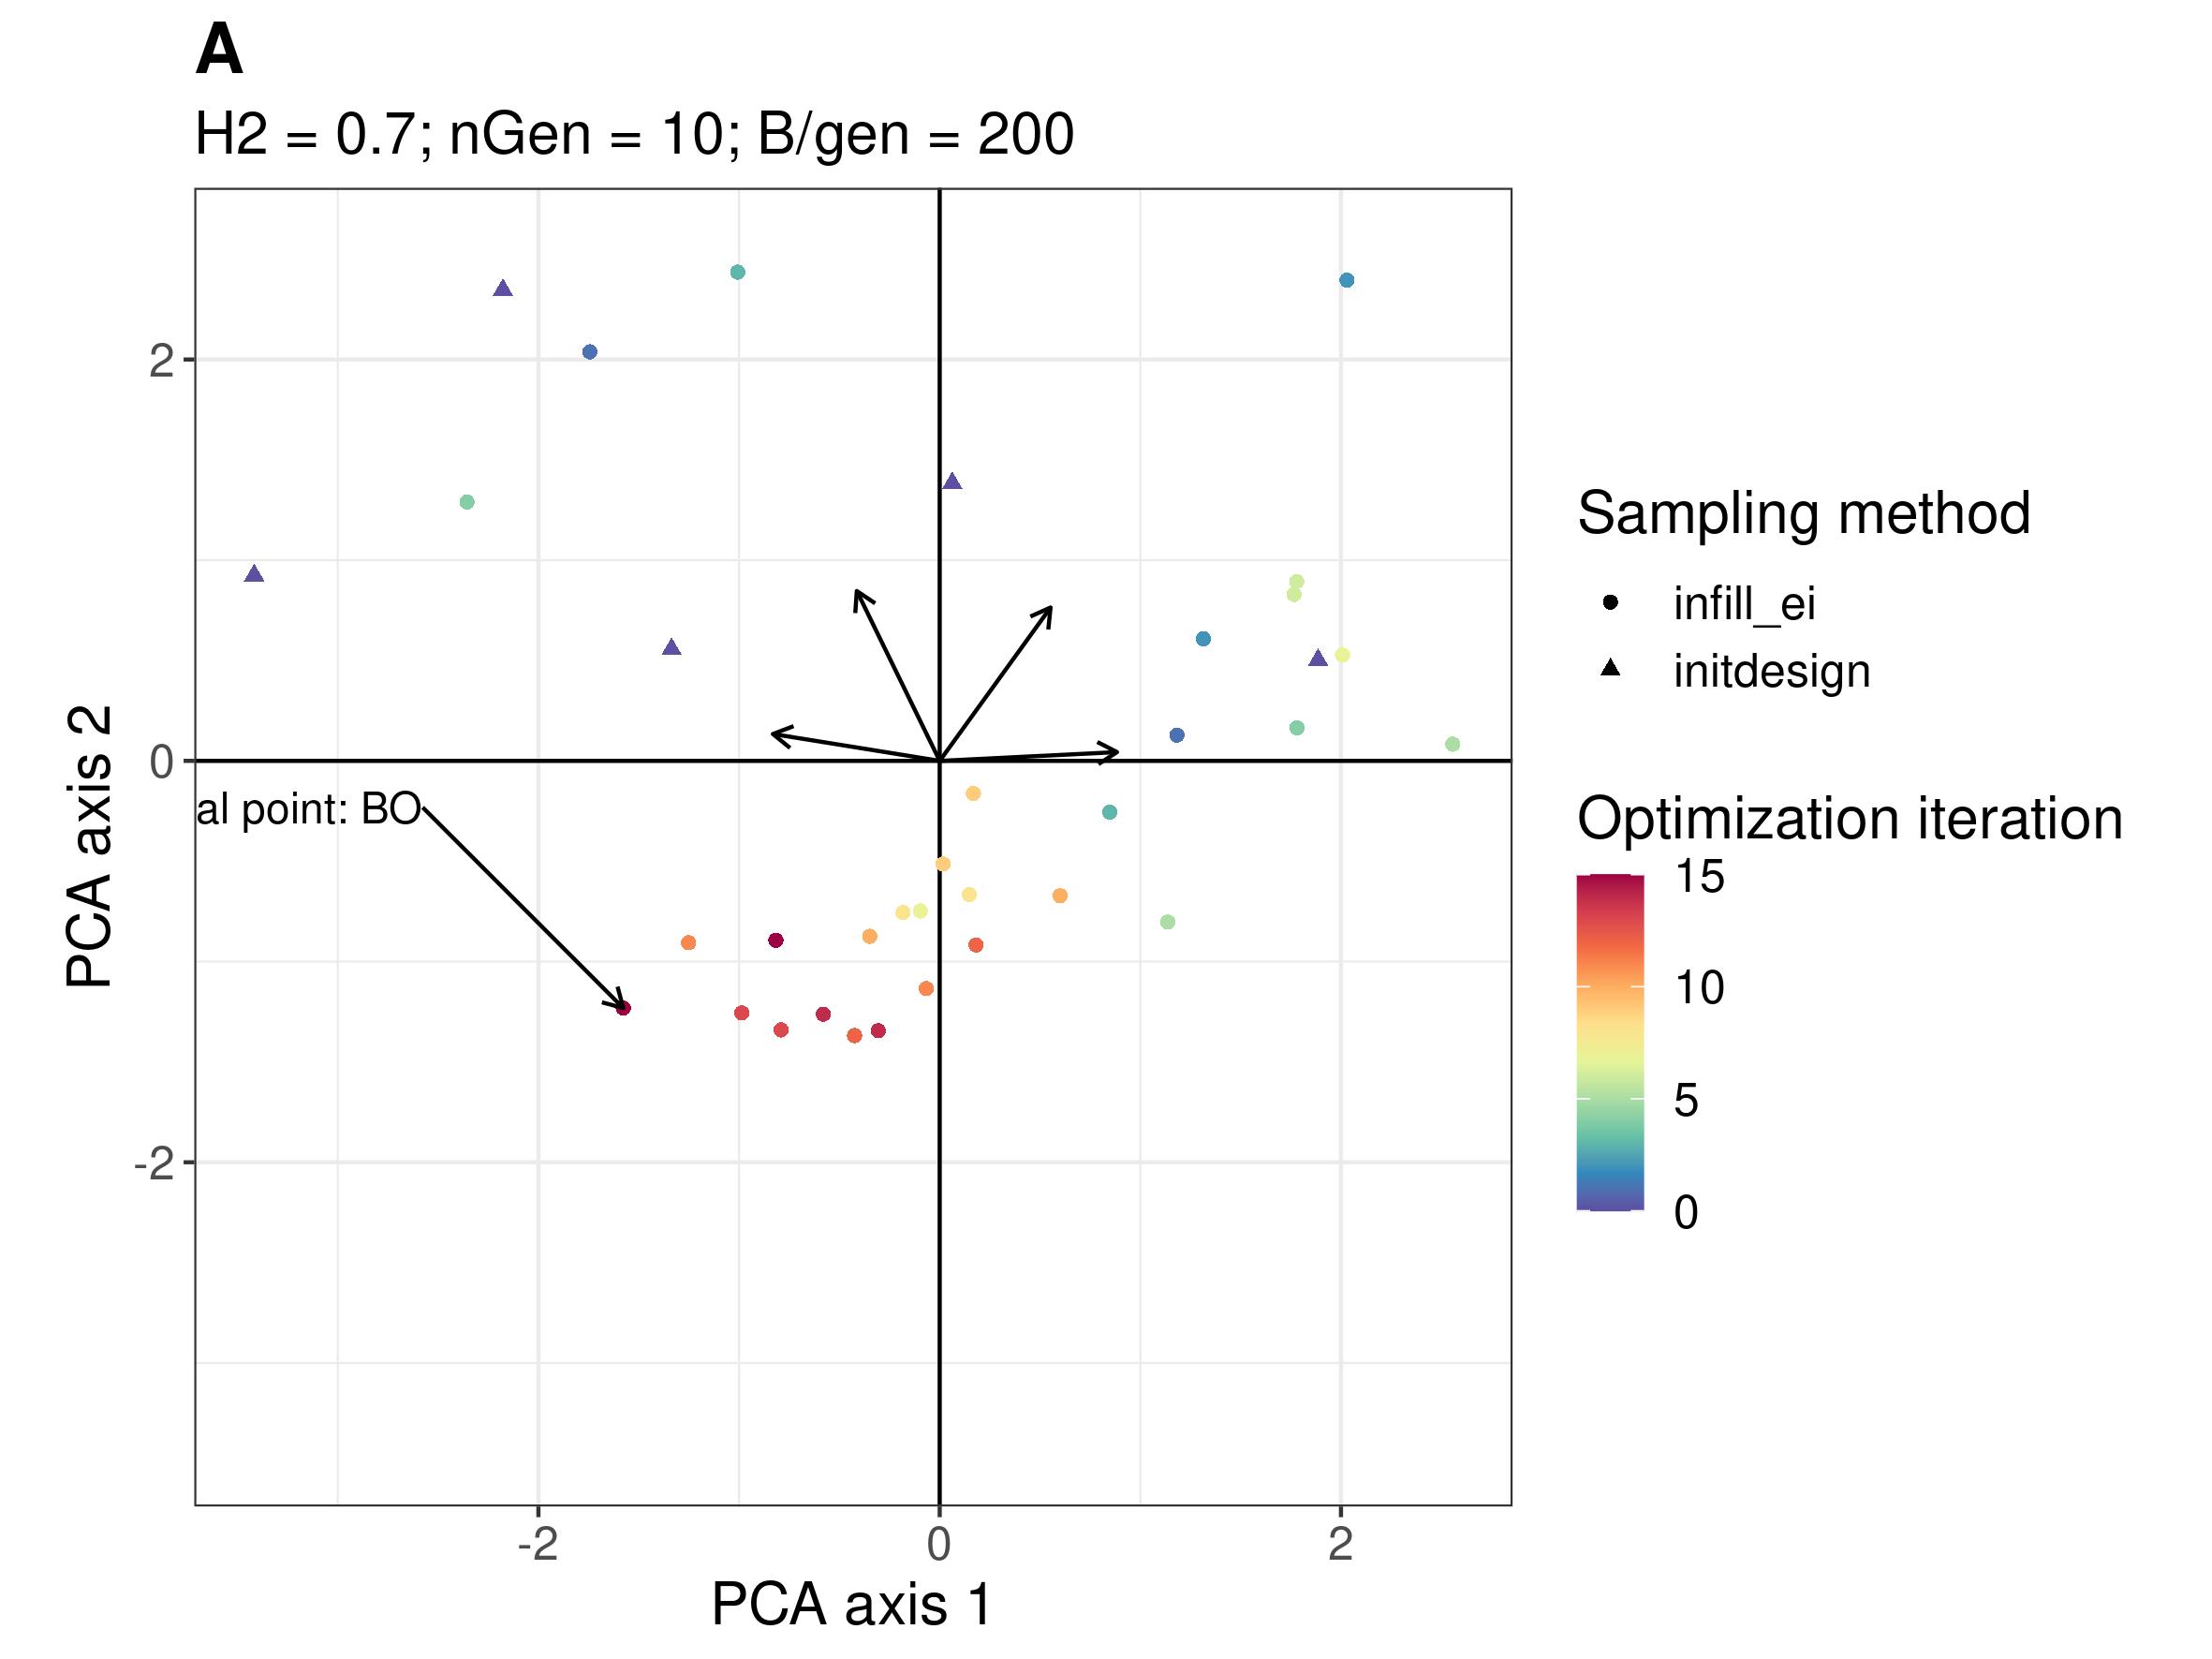 A
H2 = 0.7; nGen = 10; B/gen = 200
2
0
-2
PCA axis 2
al point: BO
-2
0
2
PCA axis 1
Sampling method
infill_ei
initdesign
Optimization iteration
15
10
5
0